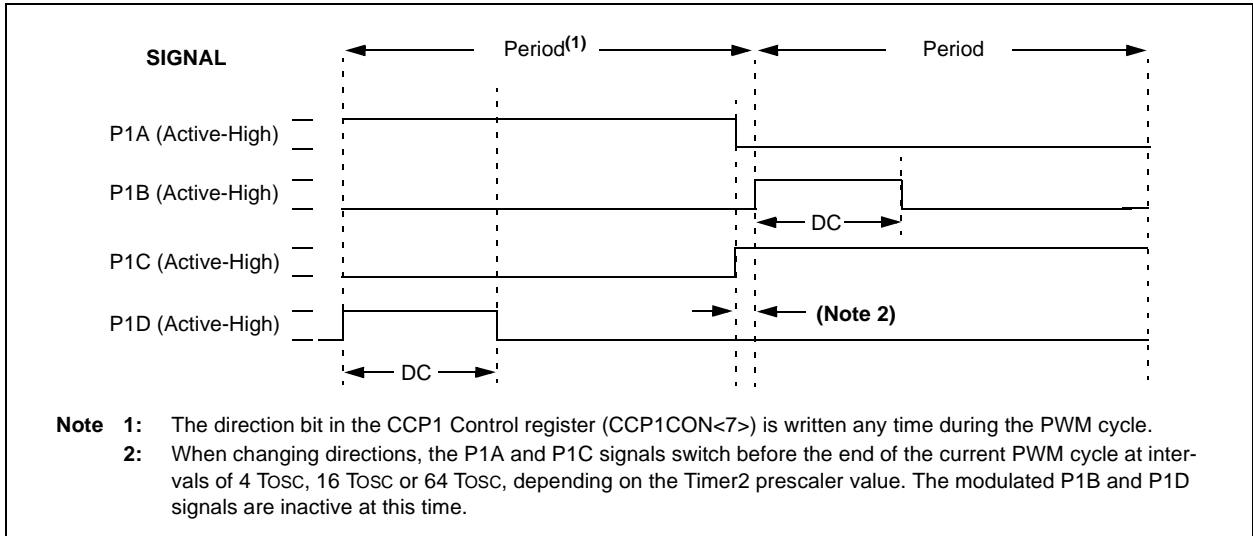 Period(1)
Period
SIGNAL
P1A (Active-High)
P1B (Active-High)
DC
P1C (Active-High)
P1D (Active-High)
(Note 2)
DC
Note 1: The direction bit in the CCP1 Control register (CCP1CON<7>) is written any time during the PWM cycle.
2: When changing directions, the P1A and P1C signals switch before the end of the current PWM cycle at inter-
vals of 4 TOSC, 16 TOSC or 64 TOSC, depending on the Timer2 prescaler value. The modulated P1B and P1D
signals are inactive at this time.